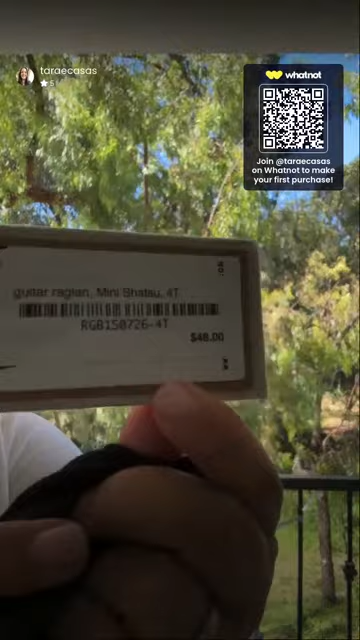 taraecasas
whatnot
Join @taraecasas
on Whatnot to make
your first purchase!
guitar raglan, Mini Shatsu, 4T
RGB150726-4T
$48.00